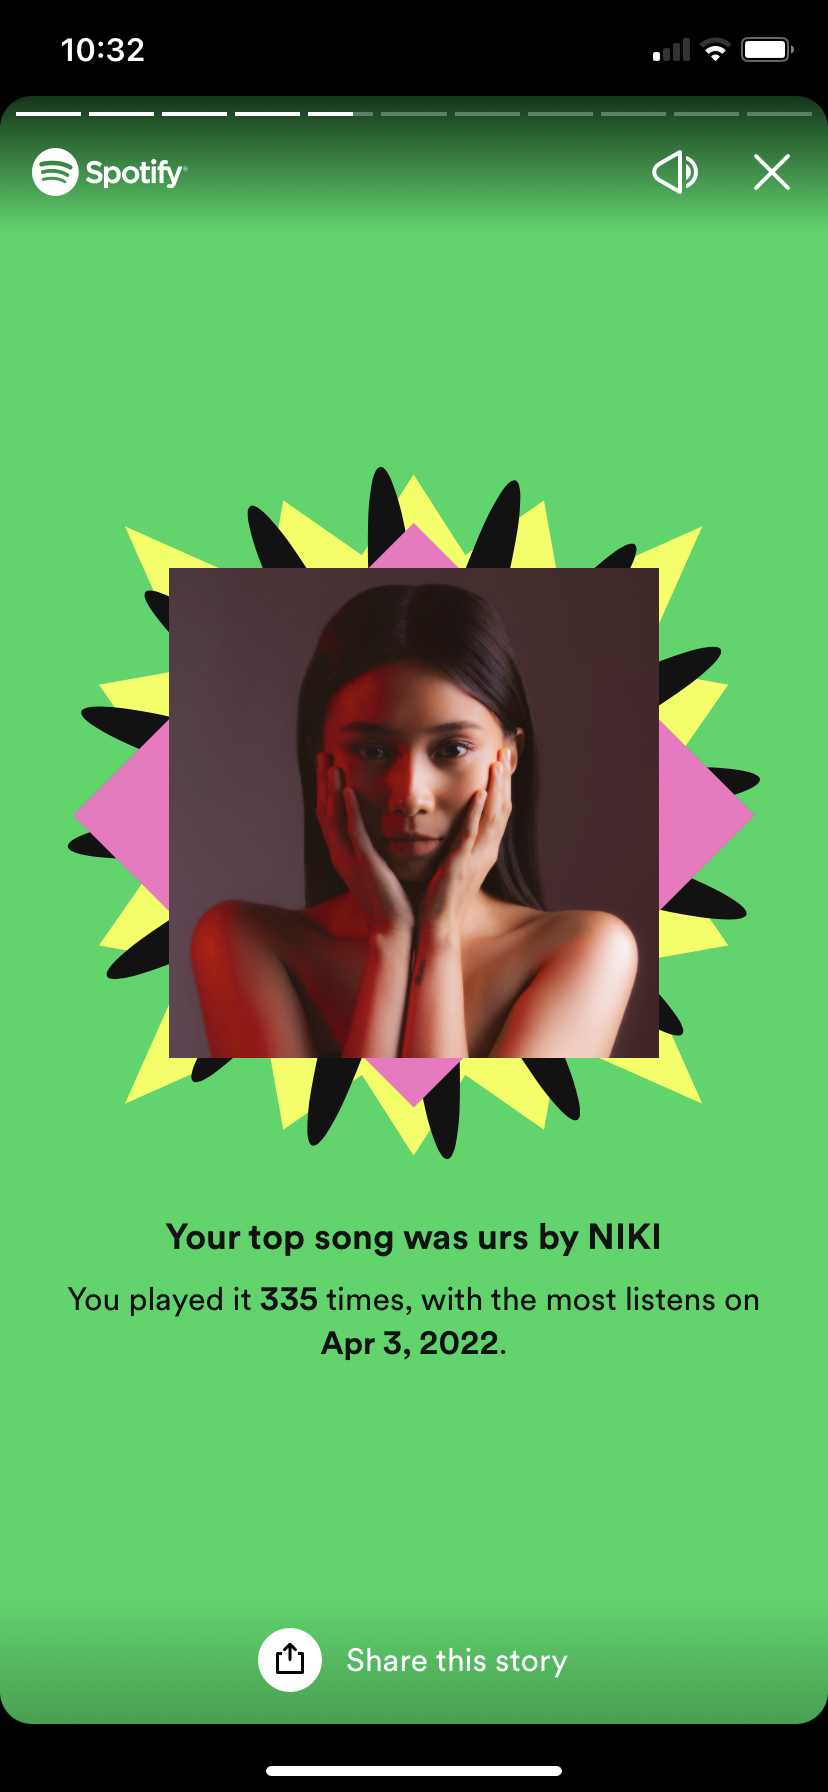 10:32
Spotify
Your top song was urs by NIKI
You played it 335 times, with the most listens on
Apr 3, 2022.
Share this story